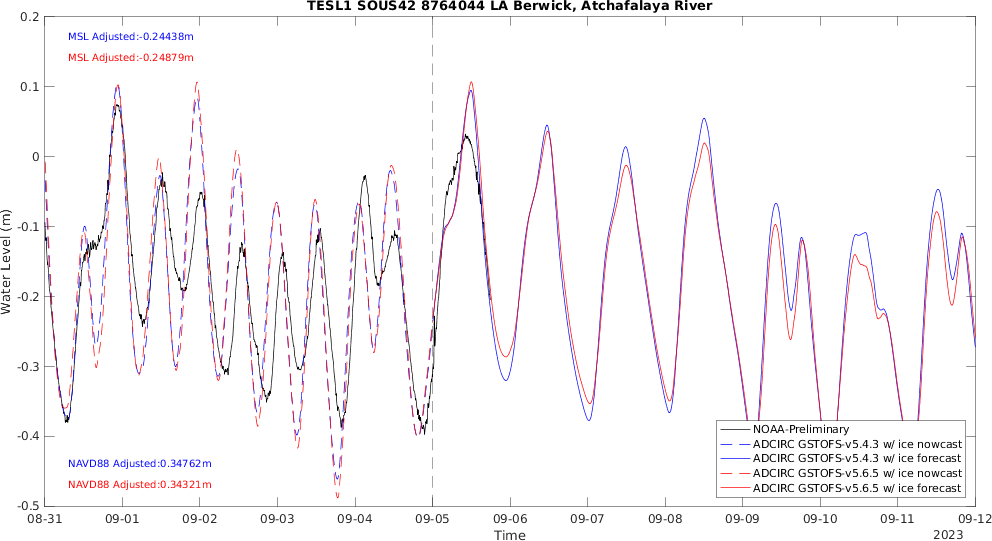 TESL1 SOUS42 8764044 LA Berwick, Atchafalaya River
MSL Adjusted:-0.24438m
MSL Adjusted:-0.24879m
Water Level (m)
0.2
0.1
0
-0.1
-0.2
-0.3
-0.4
-0.5
NAVD88 Adjusted:0.34762m
NAVD88 Adjusted:0.34321m
NOAA-Preliminary
ADCIRC GSTOFS-v5.4.3 w/ ice nowcast
ADCIRC GSTOFS-v5.4.3 w/ ice forecast
ADCIRC GSTOFS-v5.6.5 w/ ice nowcast
ADCIRC GSTOFS-v5.6.5 w/ ice forecast
08-31 09-01 09-02 09-03 09-04 09-05 09-06 09-07 09-08 09-09 09-10 09-11 09-12
Time
2023